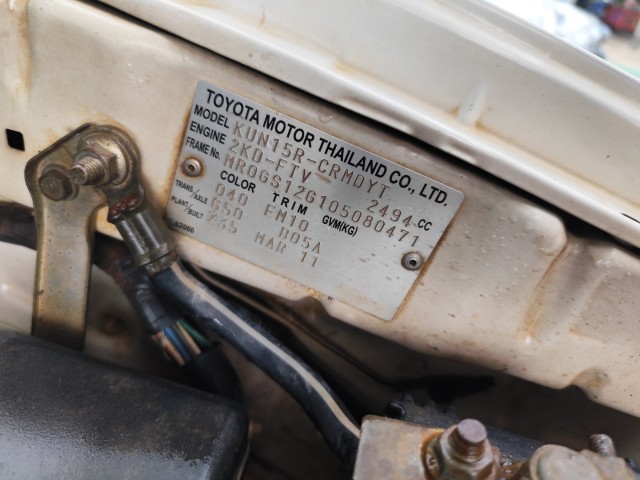 TOYOTA MOTOR THAILAND CO., LTD.
MODEL KUN15R-CRMDYT
ENGINE 2KD-FTV 2494 CC
FRAME No. MR0GS12G105080471
COLOR TRIM GVM(KG)
040 FM10
TRANS/AXLE G50 B05A
PLANT/BUILT MAR 11